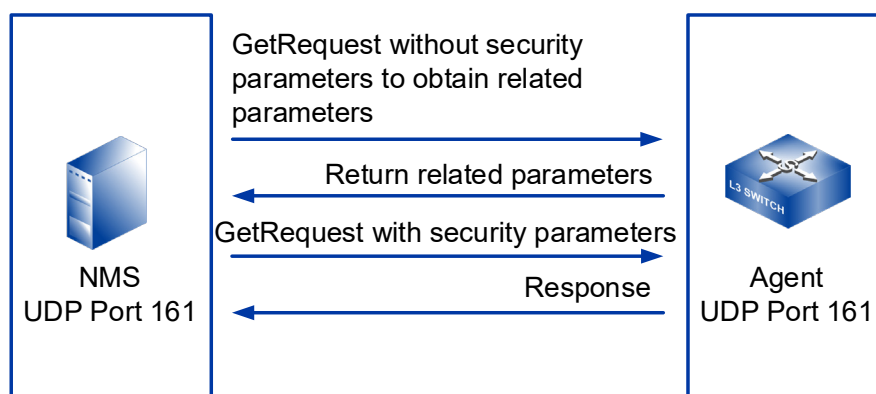 GetRequest without security
parameters to obtain related
parameters
Return related parameters
L3 SWITCH
GetRequest with security parameters
NMS
UDP Port 161
Response
Agent
UDP Port 161